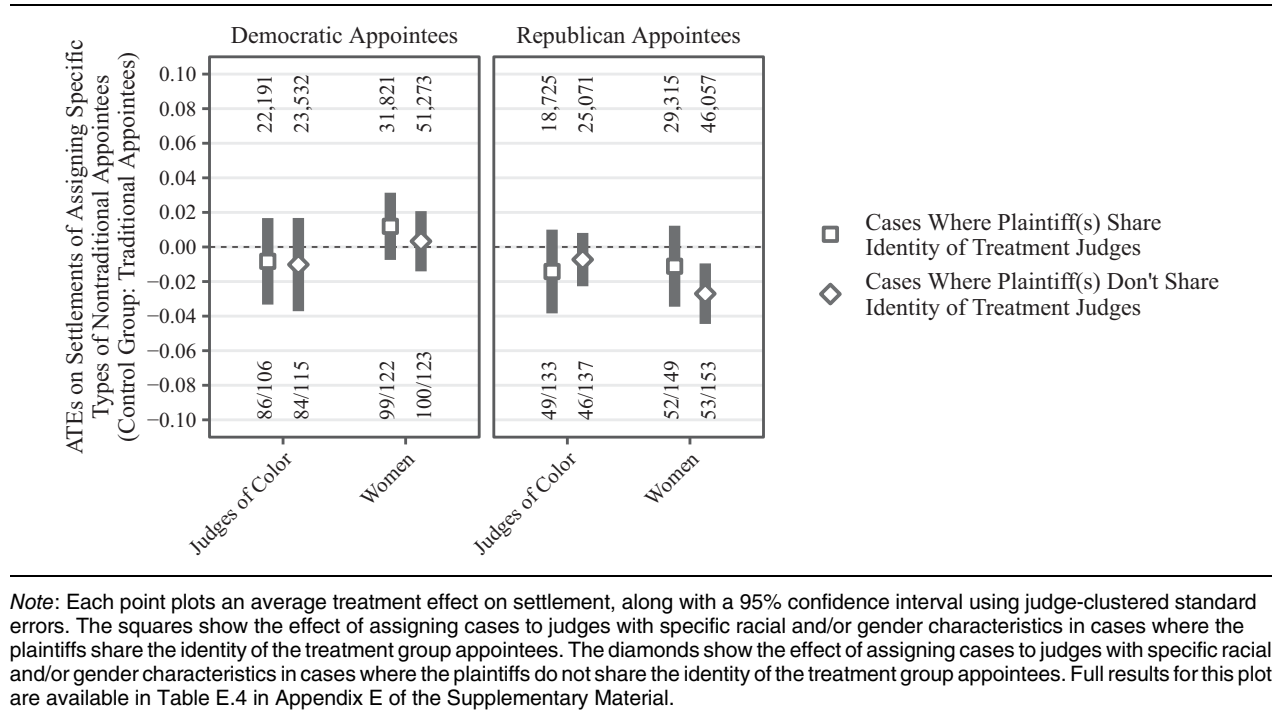 Democratic Appointees
Republican Appointees
ATEs on Settlements of Assigning Specific
Types of Nontraditional Appointees
(Control Group: Traditional Appointees)
0.10
0.08
0.06
0.04
0.02
0.00
−0.02
−0.04
−0.06
−0.08
−0.10
22,191
23,532
31,821
51,273
18,725
25,071
29,315
46,057
86/106
84/115
99/122
100/123
49/133
46/137
52/149
53/153
Judges of Color
Women
Judges of Color
Women
Cases Where Plaintiff(s) Share
Identity of Treatment Judges
Cases Where Plaintiff(s) Don't Share
Identity of Treatment Judges
Note: Each point plots an average treatment effect on settlement, along with a 95% confidence interval using judge-clustered standard
errors. The squares show the effect of assigning cases to judges with specific racial and/or gender characteristics in cases where the
plaintiffs share the identity of the treatment group appointees. The diamonds show the effect of assigning cases to judges with specific racial
and/or gender characteristics in cases where the plaintiffs do not share the identity of the treatment group appointees. Full results for this plot
are available in Table E.4 in Appendix E of the Supplementary Material.